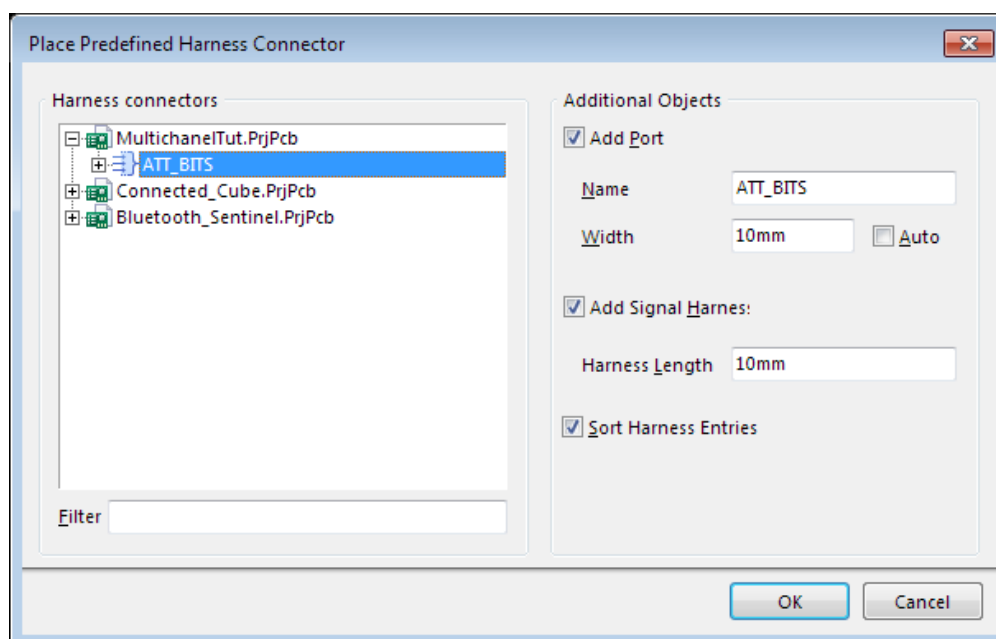 Place Predefined Harness Connector
Harness connectors
MultichanelTut.PrjPcb
ATT_BITS
Connected_Cube.PrjPcb
Bluetooth_Sentinel.PrjPcb
Filter
Additional Objects
Add Port
Name ATT_BITS
Width 10mm Auto
Add Signal Harnes:
Harness Length 10mm
Sort Harness Entries
OK Cancel